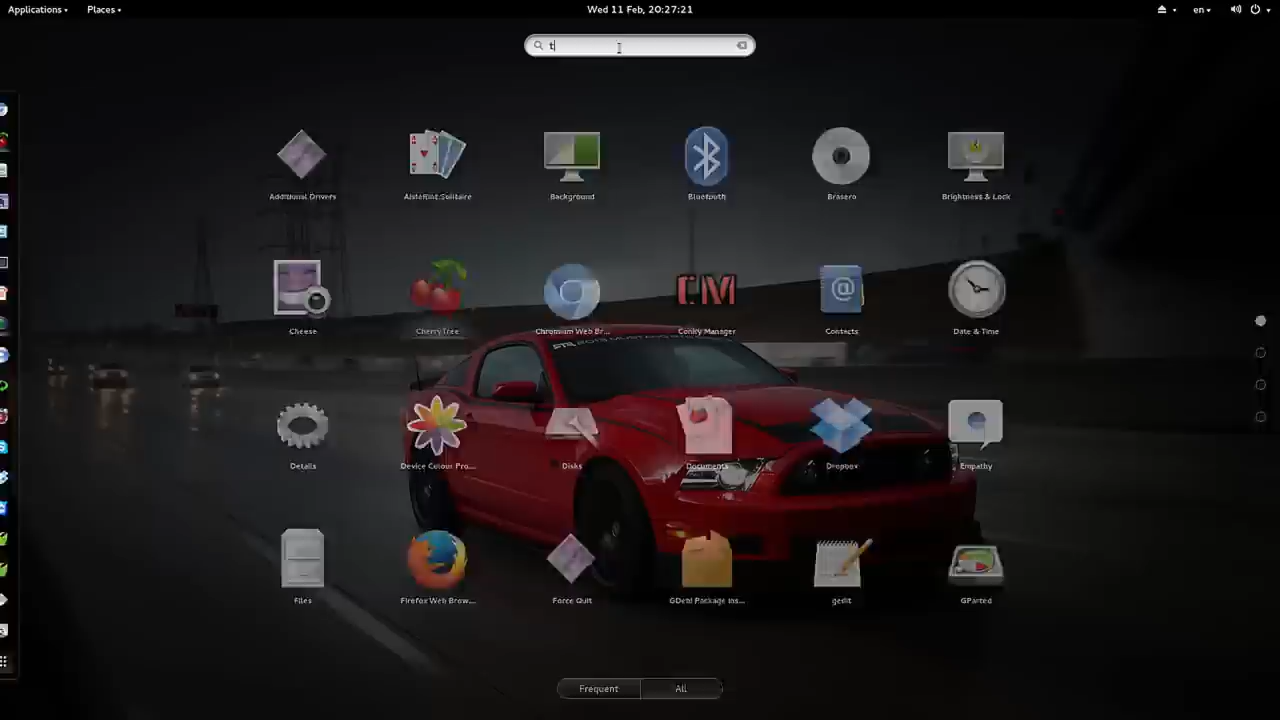 Applications Places Wed 11 Feb, 20:27:21 en
t
Additional Drivers AisleRiot Solitaire Background Bluetooth Brasero Brightness & Lock
Cheese CherryTree Chromium Web Br... Conky Manager Contacts Date & Time
Details Device Colour Pro... Disks Documents Dropbox Empathy
Files Firefox Web Brow... Force Quit GDebi Package Ins... gedit GParted
Frequent All